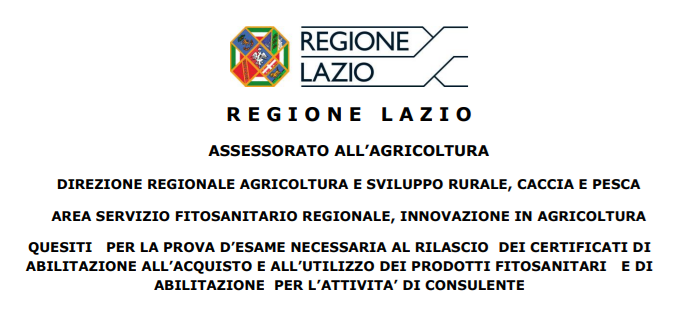 REGIONE
LAZIO
REGIONE LAZIO
ASSESSORATO ALL’AGRICOLTURA
DIREZIONE REGIONALE AGRICOLTURA E SVILUPPO RURALE, CACCIA E PESCA
AREA SERVIZIO FITOSANITARIO REGIONALE, INNOVAZIONE IN AGRICOLTURA
QUESITI PER LA PROVA D’ESAME NECESSARIA AL RILASCIO DEI CERTIFICATI DI
ABILITAZIONE ALL’ACQUISTO E ALL’UTILIZZO DEI PRODOTTI FITOSANITARI E DI
ABILITAZIONE PER L’ATTIVITA’ DI CONSULENTE